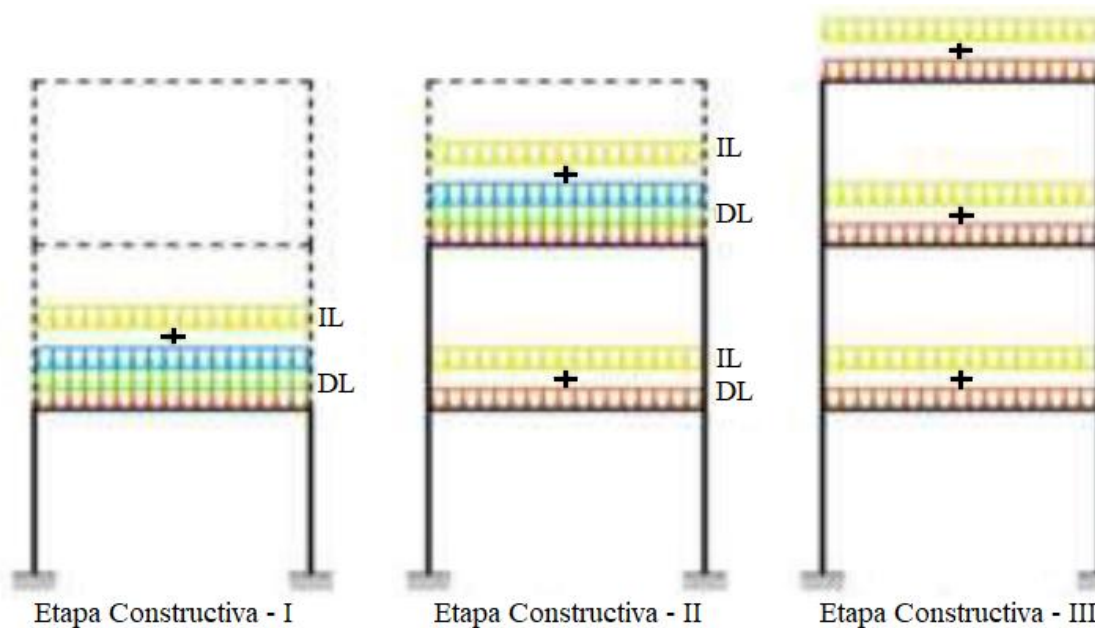 IL
DL
IL
DL
IL
DL
Etapa Constructiva - I
Etapa Constructiva - II
Etapa Constructiva - III